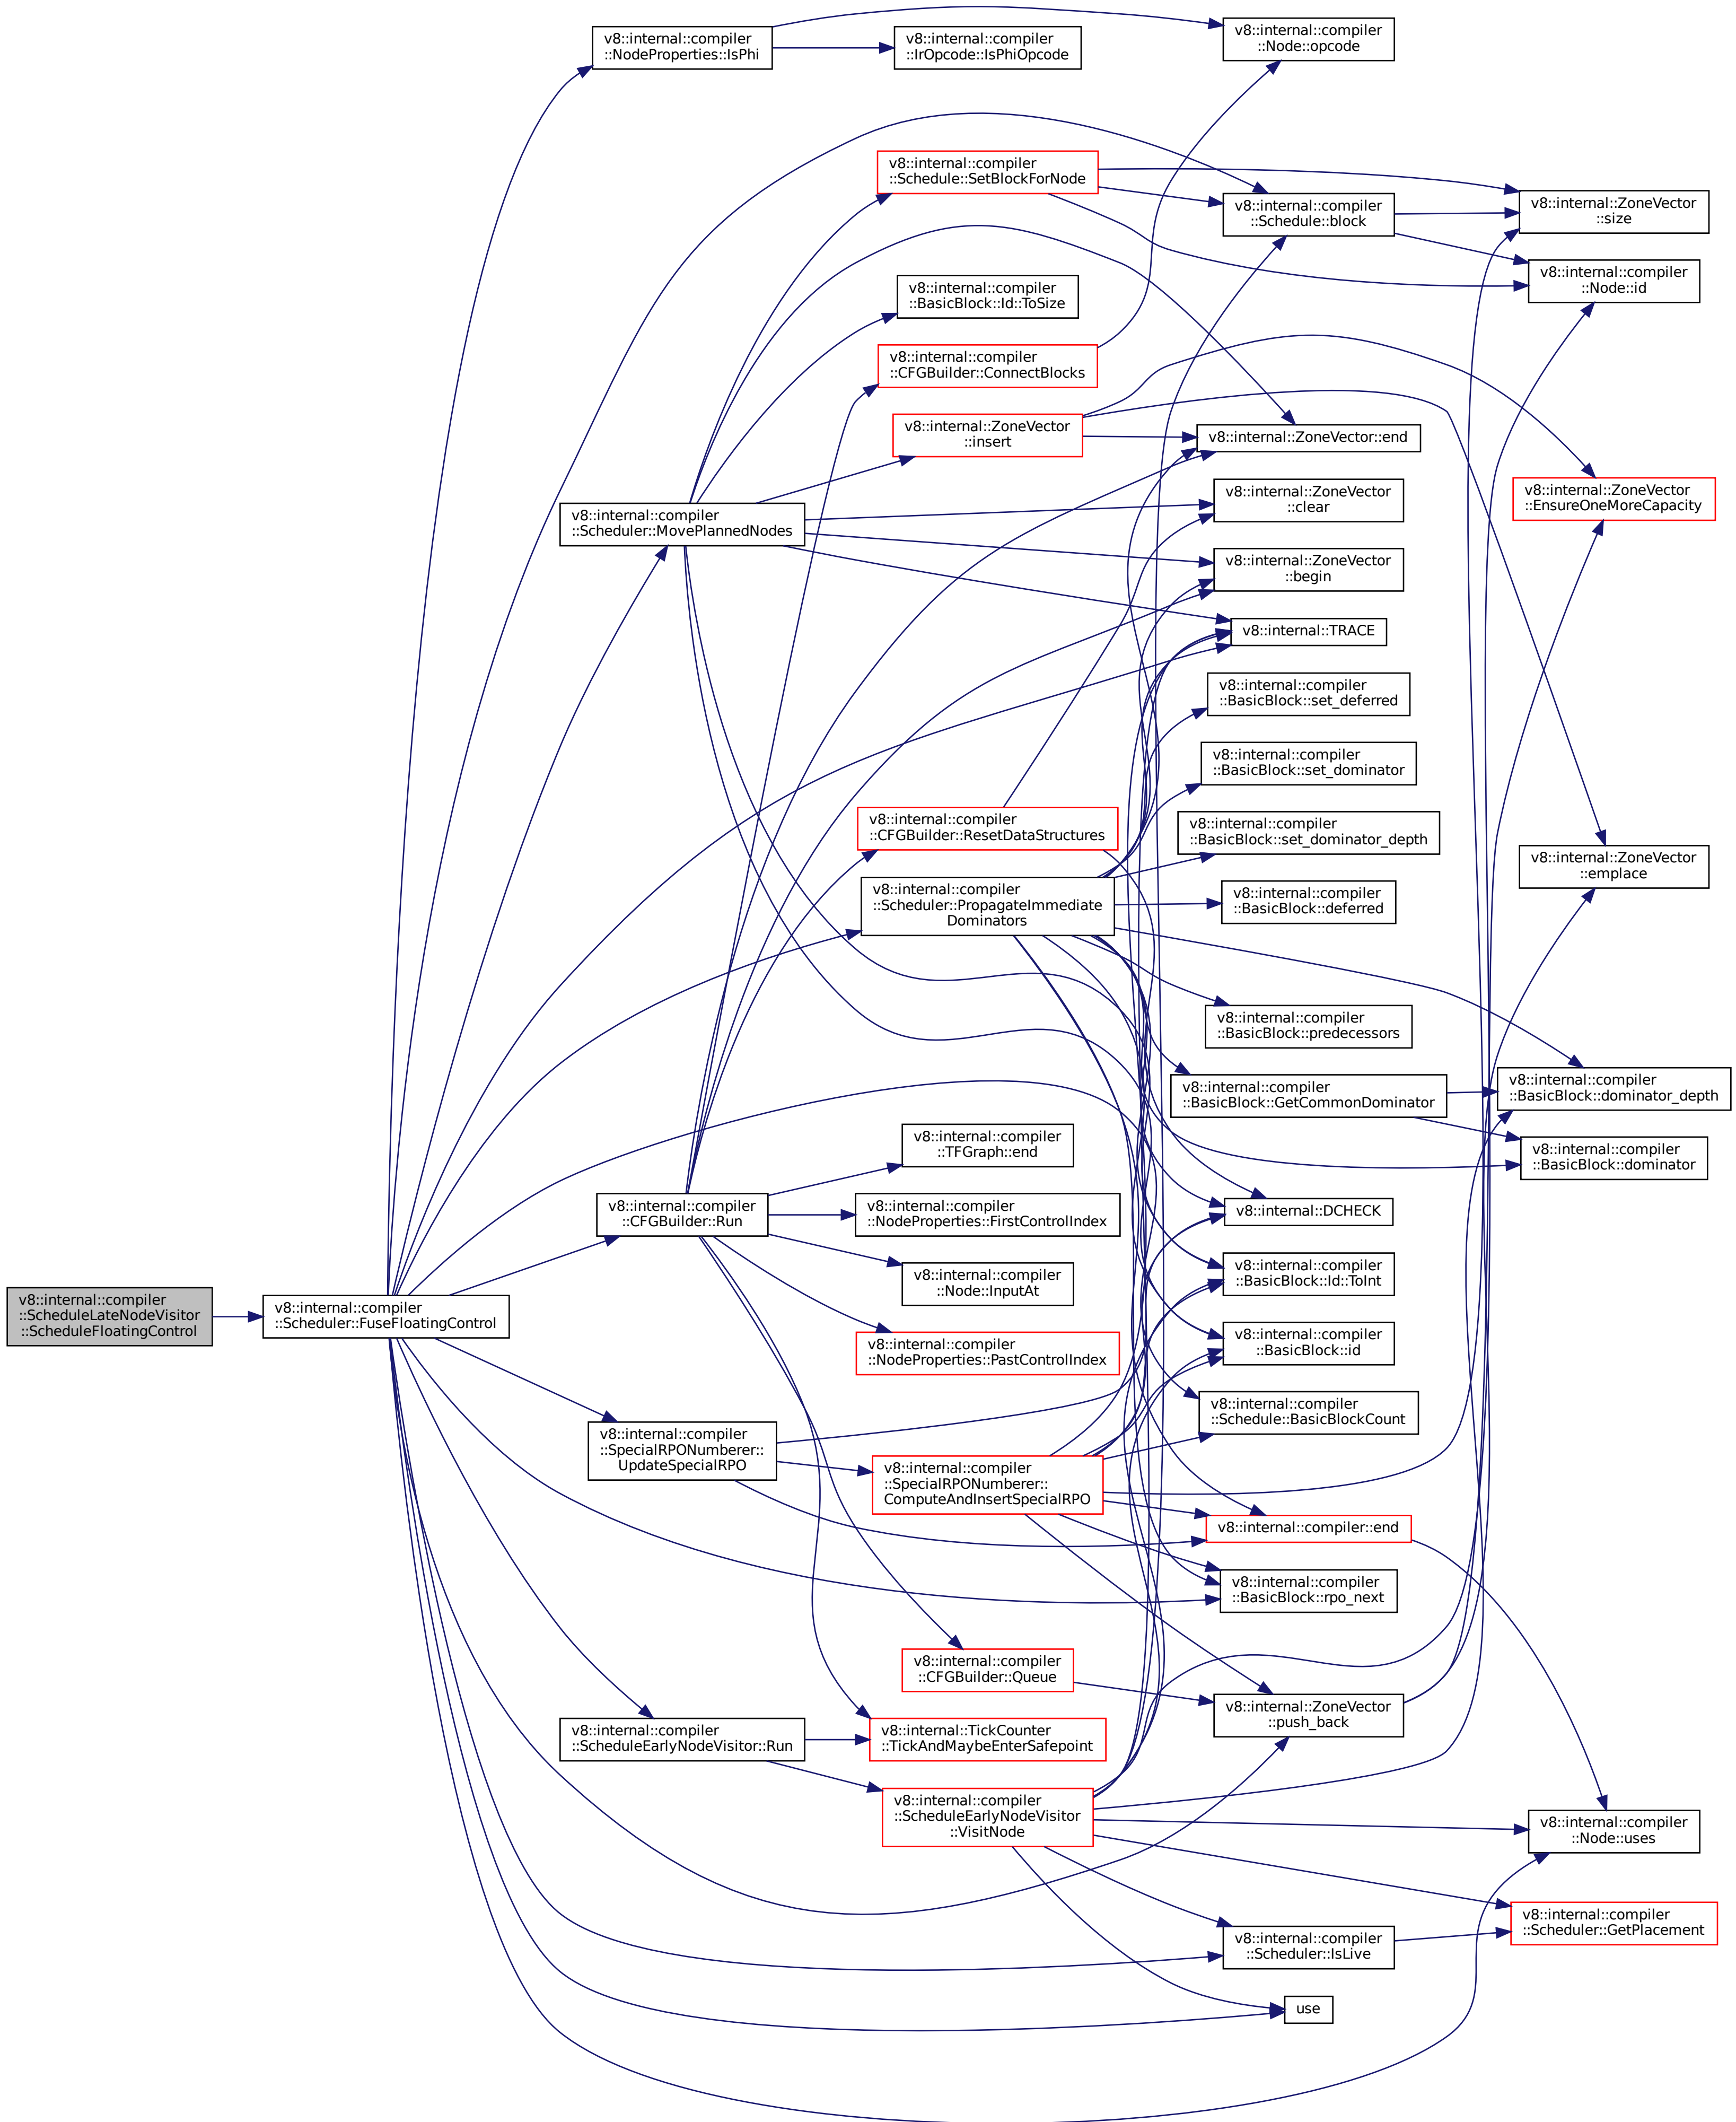 v8::internal::compiler
::ScheduleLateNodeVisitor
::ScheduleFloatingControl
v8::internal::compiler
::Scheduler::FuseFloatingControl
v8::internal::compiler
::NodeProperties::IsPhi
v8::internal::compiler
::Scheduler::MovePlannedNodes
v8::internal::compiler
::CFGBuilder::Run
v8::internal::compiler
::SpecialRPONumberer::
UpdateSpecialRPO
v8::internal::compiler
::ScheduleEarlyNodeVisitor::Run
v8::internal::compiler
::IrOpcode::IsPhiOpcode
v8::internal::compiler
::Schedule::SetBlockForNode
v8::internal::compiler
::BasicBlock::Id::ToSize
v8::internal::compiler
::CFGBuilder::ConnectBlocks
v8::internal::ZoneVector
::insert
v8::internal::compiler
::CFGBuilder::ResetDataStructures
v8::internal::compiler
::Scheduler::PropagateImmediate
Dominators
v8::internal::compiler
::TFGraph::end
v8::internal::compiler
::NodeProperties::FirstControlIndex
v8::internal::compiler
::Node::InputAt
v8::internal::compiler
::NodeProperties::PastControlIndex
v8::internal::compiler
::SpecialRPONumberer::
ComputeAndInsertSpecialRPO
v8::internal::compiler
::CFGBuilder::Queue
v8::internal::TickCounter
::TickAndMaybeEnterSafepoint
v8::internal::compiler
::ScheduleEarlyNodeVisitor
::VisitNode
v8::internal::compiler
::Node::opcode
v8::internal::compiler
::Schedule::block
v8::internal::ZoneVector::end
v8::internal::ZoneVector
::clear
v8::internal::ZoneVector
::begin
v8::internal::TRACE
v8::internal::compiler
::BasicBlock::set_deferred
v8::internal::compiler
::BasicBlock::set_dominator
v8::internal::compiler
::BasicBlock::set_dominator_depth
v8::internal::compiler
::BasicBlock::deferred
v8::internal::compiler
::BasicBlock::predecessors
v8::internal::compiler
::BasicBlock::GetCommonDominator
v8::internal::DCHECK
v8::internal::compiler
::BasicBlock::Id::ToInt
v8::internal::compiler
::BasicBlock::id
v8::internal::compiler
::Schedule::BasicBlockCount
v8::internal::compiler::end
v8::internal::compiler
::BasicBlock::rpo_next
v8::internal::ZoneVector
::push_back
v8::internal::compiler
::Scheduler::IsLive
use
v8::internal::ZoneVector
::size
v8::internal::compiler
::Node::id
v8::internal::ZoneVector
::EnsureOneMoreCapacity
v8::internal::ZoneVector
::emplace
v8::internal::compiler
::BasicBlock::dominator_depth
v8::internal::compiler
::BasicBlock::dominator
v8::internal::compiler
::Node::uses
v8::internal::compiler
::Scheduler::GetPlacement